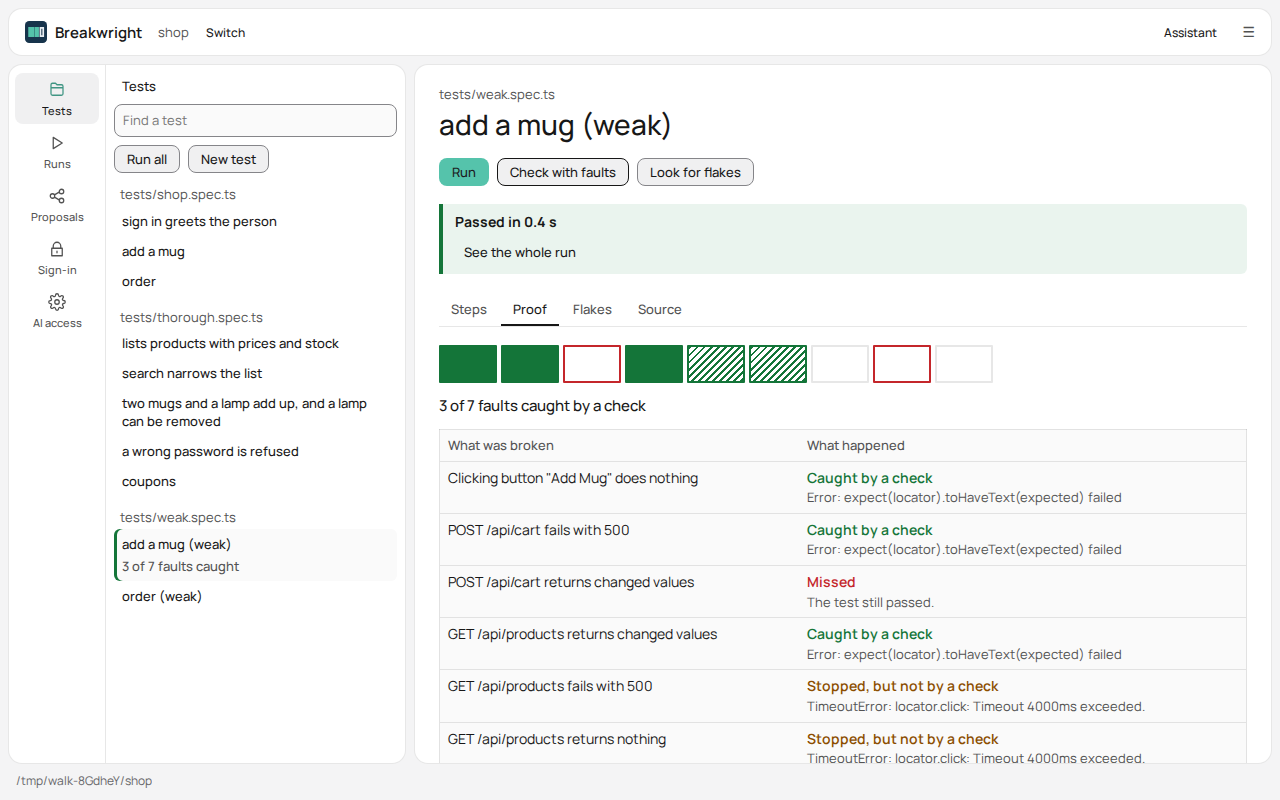 Breakwright shop Switch Assistant
Tests
Runs
Proposals
Sign-in
AI access
Tests
Find a test
Run all New test
tests/shop.spec.ts
sign in greets the person
add a mug
order
tests/thorough.spec.ts
lists products with prices and stock
search narrows the list
two mugs and a lamp add up, and a lamp
can be removed
a wrong password is refused
coupons
tests/weak.spec.ts
add a mug (weak)
3 of 7 faults caught
order (weak)
tests/weak.spec.ts
add a mug (weak)
Run Check with faults Look for flakes
Passed in 0.4 s
See the whole run
Steps Proof Flakes Source
3 of 7 faults caught by a check
What was broken What happened
Clicking button "Add Mug" does nothing Caught by a check
Error: expect(locator).toHaveText(expected) failed
POST /api/cart fails with 500 Caught by a check
Error: expect(locator).toHaveText(expected) failed
POST /api/cart returns changed values Missed
The test still passed.
GET /api/products returns changed values Caught by a check
Error: expect(locator).toHaveText(expected) failed
GET /api/products fails with 500 Stopped, but not by a check
TimeoutError: locator.click: Timeout 4000ms exceeded.
GET /api/products returns nothing Stopped, but not by a check
TimeoutError: locator.click: Timeout 4000ms exceeded.
/tmp/walk-8GdheY/shop